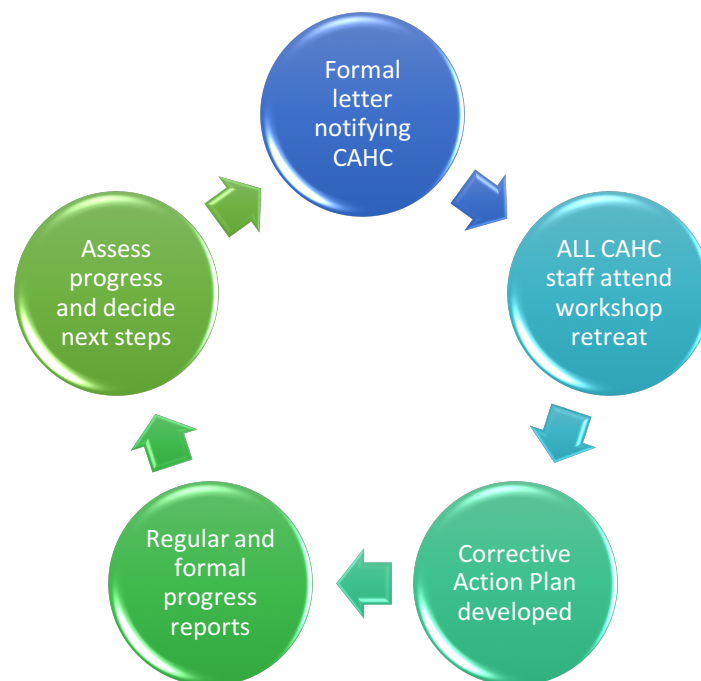 Formal
letter
notifying
CAHC
ALL CAHC
staff attend
workshop
retreat
Corrective
Action Plan
developed
Regular and
formal
progress
reports
Assess
progress
and decide
next steps